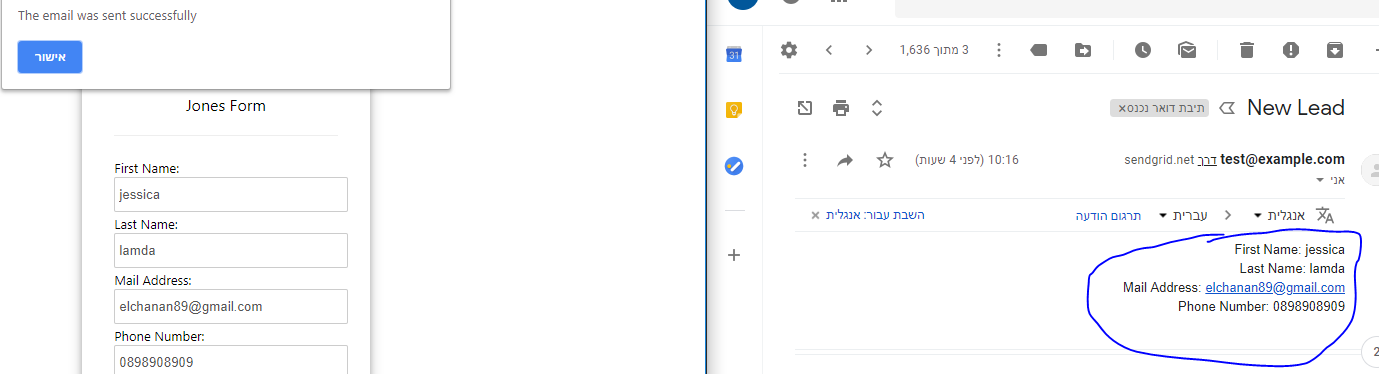 The email was sent successfully
אישור
Jones Form
First Name:
jessica
Last Name:
lamda
Mail Address:
elchanan89@gmail.com
Phone Number:
0898908909
31
3 מתוך 1,636
New Lead
תיבת דואר נכנס ×
test@example.com דרך sendgrid.net
10:16 (לפני 4 שעות)
אני
אנגלית
עברית
תרגום הודעה
השבת עבור: אנגלית ×
First Name: jessica
Last Name: lamda
Mail Address: elchanan89@gmail.com
Phone Number: 0898908909
2